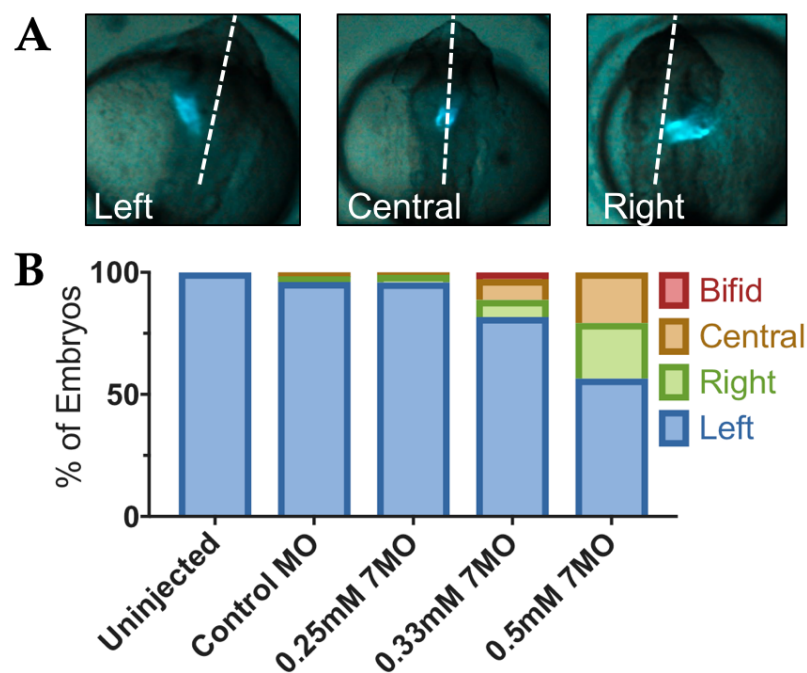 A
Left
Central
Right
B
% of Embryos
100
50
0
Bifid
Central
Right
Left
Uninjected
Control MO
0.25mM 7MO
0.33mM 7MO
0.5mM 7MO